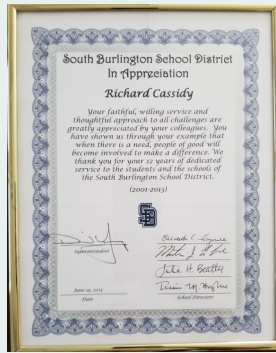 South Burlington School District
In Appreciation
Richard Cassidy
Your faithful, willing service and
thoughtful approach to all challenges are
greatly appreciated by your colleagues. You
have shown us through your example that
when there is a need, people of good will
become involved to make a difference. We
thank you for your 12 years of dedicated
service to the students and the schools of
the South Burlington School District.
(2001-2013)
SB
Superintendent
June 19, 2013
Date
School Directors